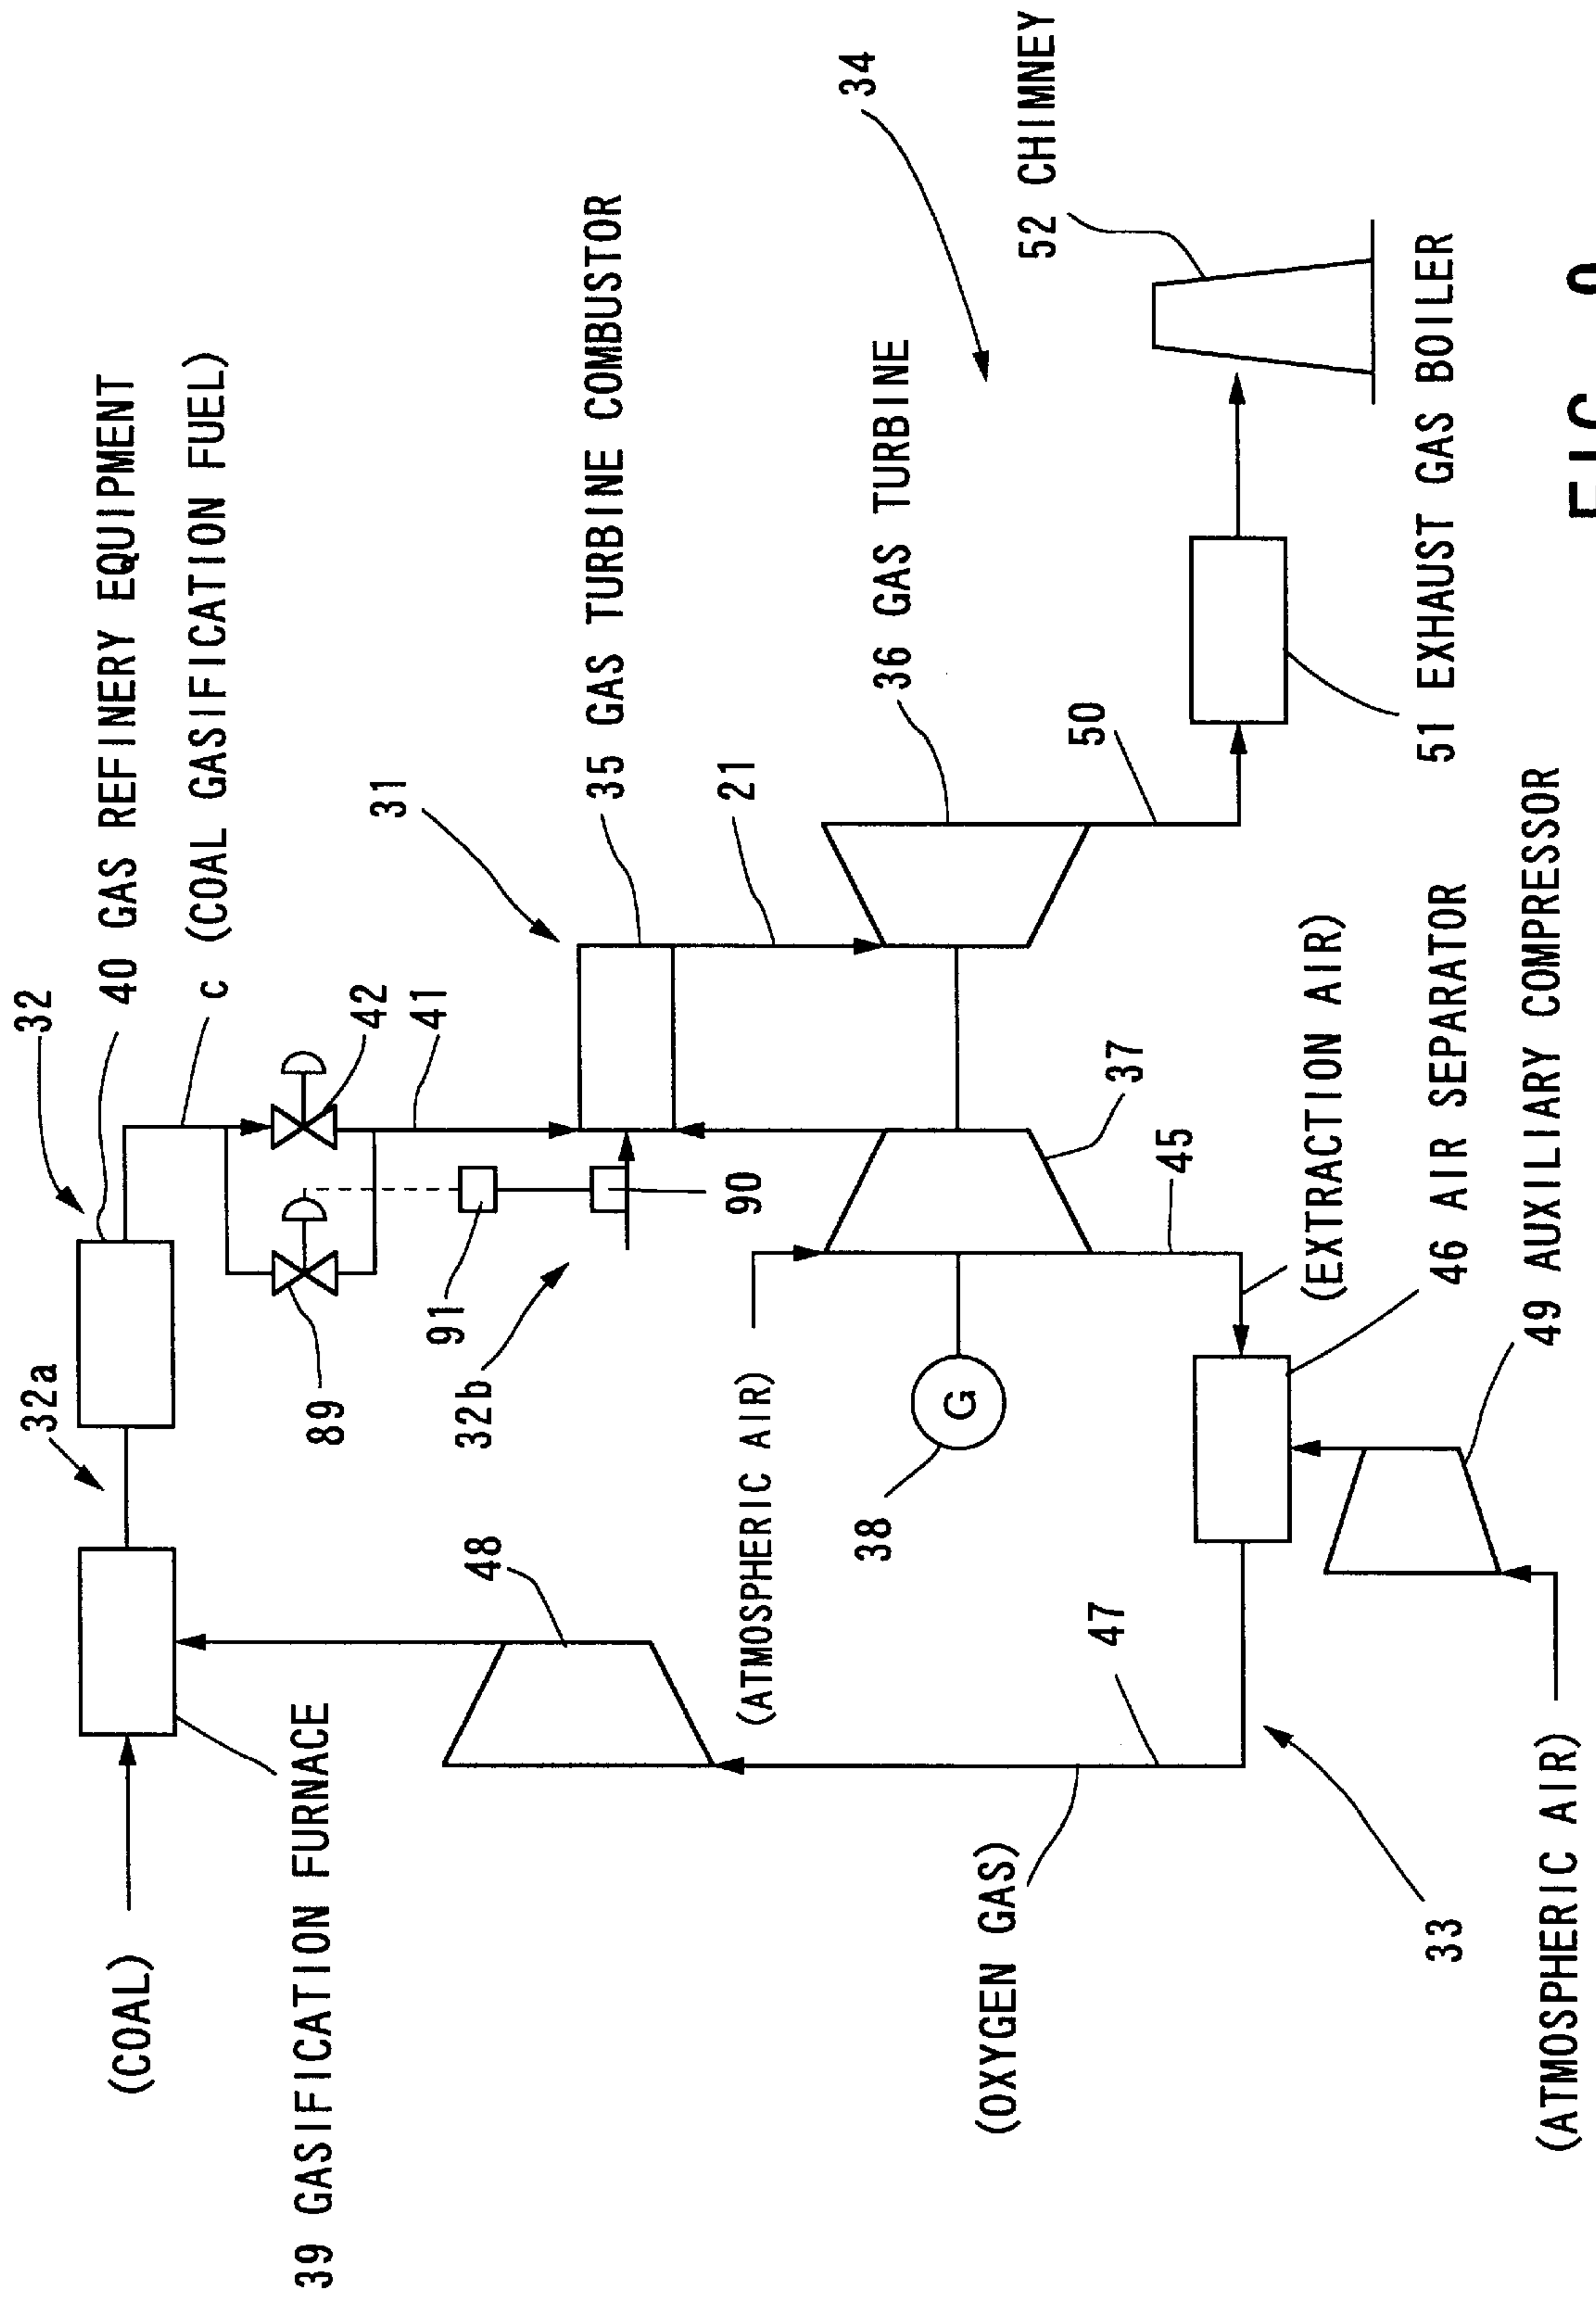 32
40 GAS REFINERY EQUIPMENT
c (COAL GASIFICATION FUEL)
32a
(COAL)
39 GASIFICATION FURNACE
89
42
41
31
91
32b
90
35 GAS TURBINE COMBUSTOR
21
48
(ATMOSPHERIC AIR)
38
G
37
36 GAS TURBINE
34
50
52 CHIMNEY
45
(EXTRACTION AIR)
47
(OXYGEN GAS)
33
46 AIR SEPARATOR
51 EXHAUST GAS BOILER
49 AUXILIARY COMPRESSOR
(ATMOSPHERIC AIR)